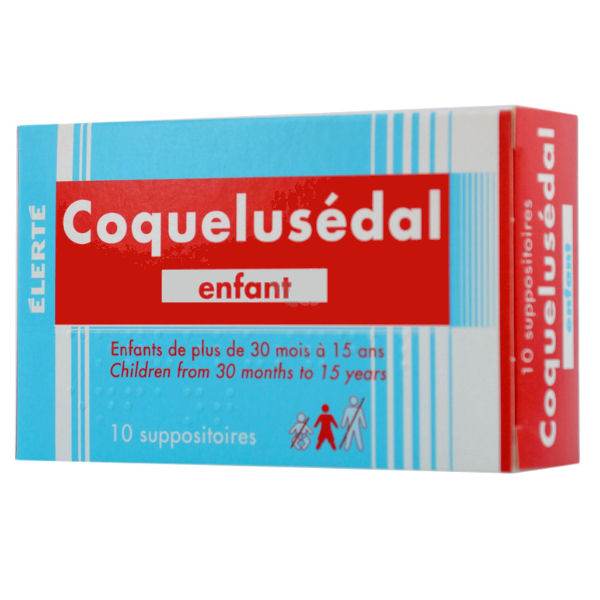 ÉLERTÉ
Coquelusédal
enfant
Enfants de plus de 30 mois à 15 ans
Children from 30 months to 15 years
10 suppositoires
10 suppositoires
Coquelusédal
enfant